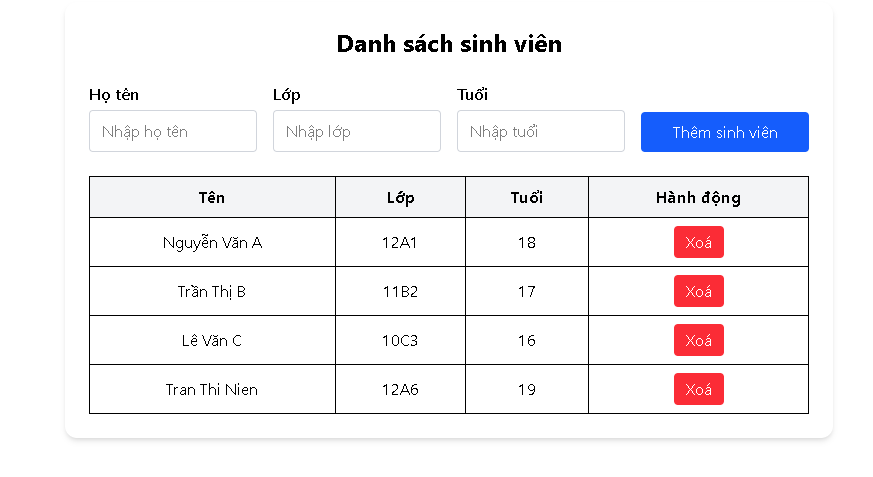 Danh sách sinh viên
Họ tên Lớp Tuổi
Nhập họ tên Nhập lớp Nhập tuổi Thêm sinh viên
Tên Lớp Tuổi Hành động
Nguyễn Văn A 12A1 18 Xoá
Trần Thị B 11B2 17 Xoá
Lê Văn C 10C3 16 Xoá
Tran Thi Nien 12A6 19 Xoá